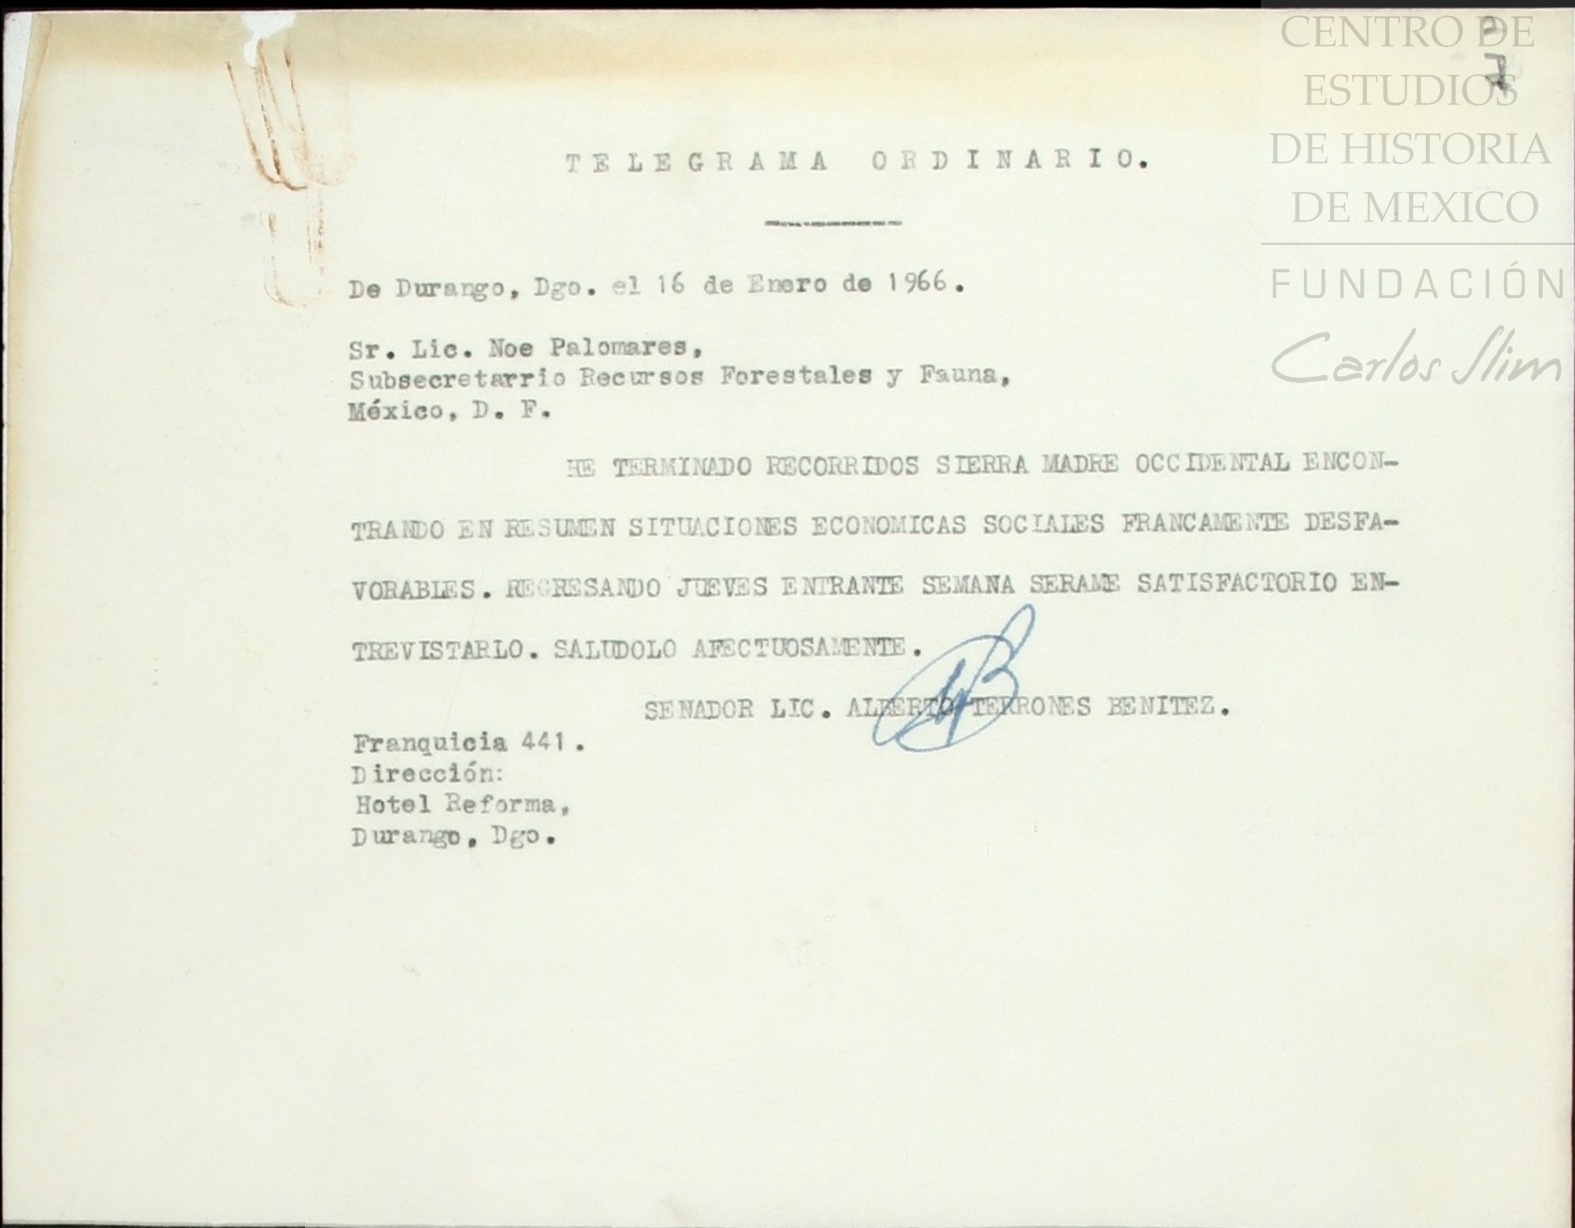 CENTRO DE
ESTUDIOS
DE HISTORIA
DE MEXICO
FUNDACIÓN
Carlos Slim
TELEGRAMA ORDINARIO.
De Durango, Dgo. el 16 de Enero de 1966.
Sr. Lic. Noe Palomares,
Subsecretarrio Recursos Forestales y Fauna,
México, D. F.
HE TERMINADO RECORRIDOS SIERRA MADRE OCCIDENTAL ENCON-
TRANDO EN RESUMEN SITUACIONES ECONOMICAS SOCIALES FRANCAMENTE DESFA-
VORABLES. REGRESANDO JUEVES ENTRANTE SEMANA SERAME SATISFACTORIO EN-
TREVISTARLO. SALUDOLO AFECTUOSAMENTE.
SENADOR LIC. ALBERTO TERRONES BENITEZ.
Franquicia 441.
Dirección:
Hotel Reforma,
Durango, Dgo.